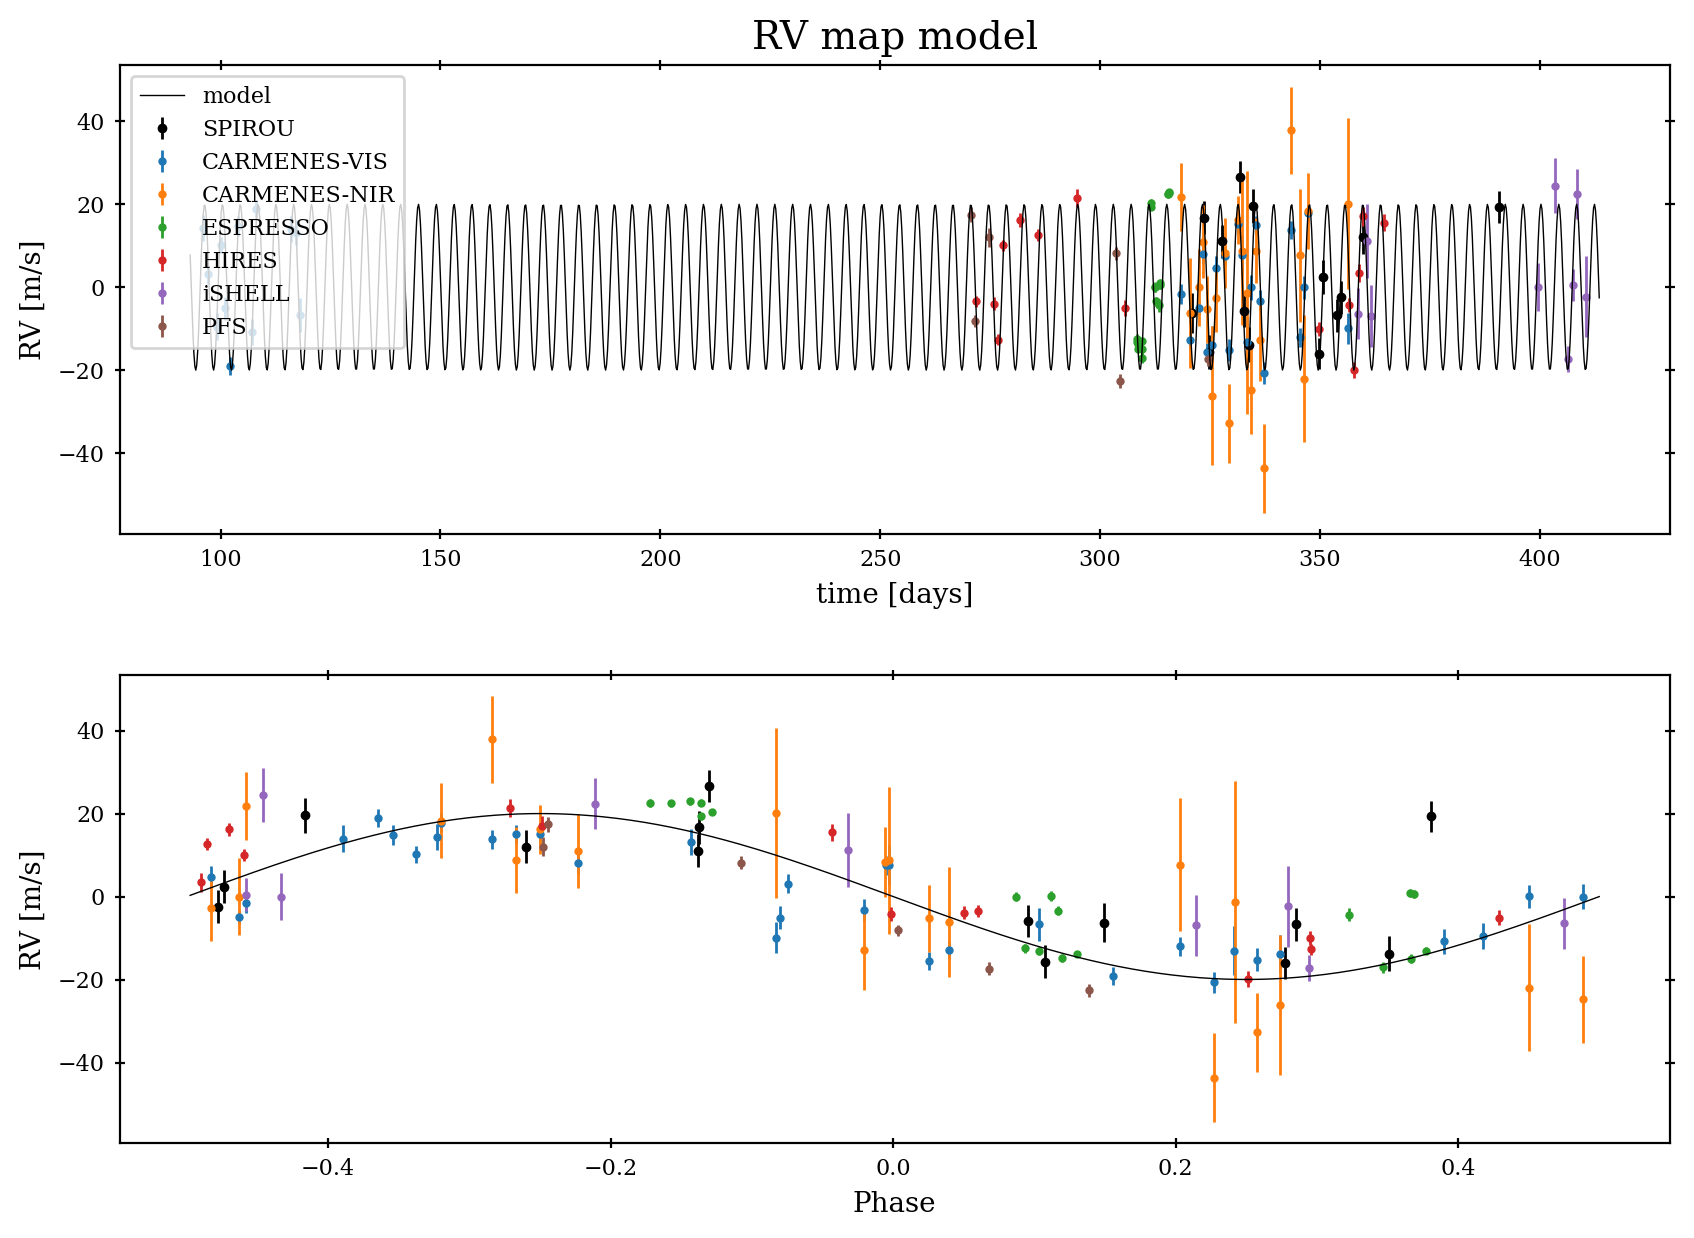 RV map model
model
SPIROU
CARMENES-VIS
CARMENES-NIR
ESPRESSO
HIRES
iSHELL
PFS
40
20
0
−20
−40
RV [m/s]
100 150 200 250 300 350 400
time [days]
40
20
0
−20
−40
RV [m/s]
−0.4 −0.2 0.0 0.2 0.4
Phase